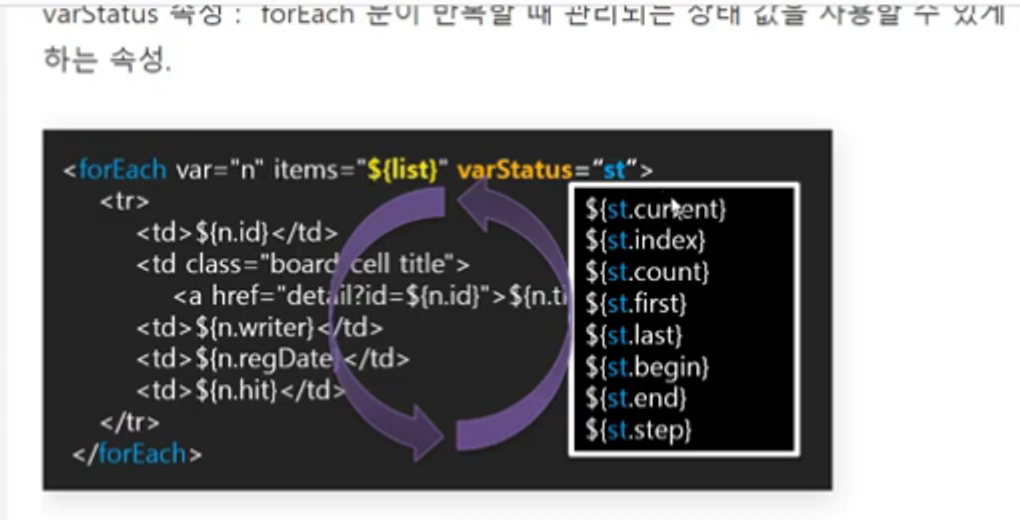 varStatus 속성 : forEach 문이 반복할 때 관리되는 상태 값을 사용할 수 있게
하는 속성.
<forEach var="n" items="${list}" varStatus="st">
<tr>
<td>${n.id}</td>
<td class="board-cell title">
<a href="detail?id=${n.id}">${n.ti
<td>${n.writer}</td>
<td>${n.regDate}</td>
<td>${n.hit}</td>
</tr>
</forEach>
${st.current}
${st.index}
${st.count}
${st.first}
${st.last}
${st.begin}
${st.end}
${st.step}